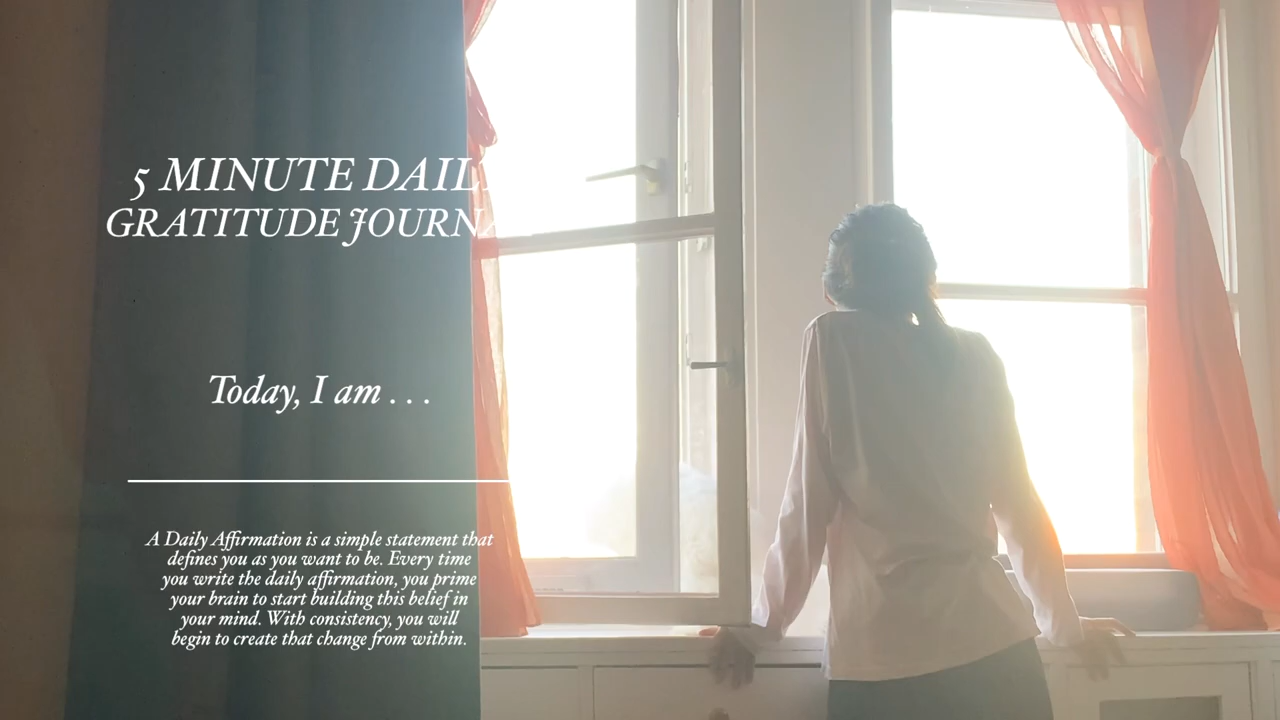 5 MINUTE DAILY
GRATITUDE JOURNA
Today, I am . . .
A Daily Affirmation is a simple statement that
defines you as you want to be. Every time
you write the daily affirmation, you prime
your brain to start building this belief in
your mind. With consistency, you will
begin to create that change from within.